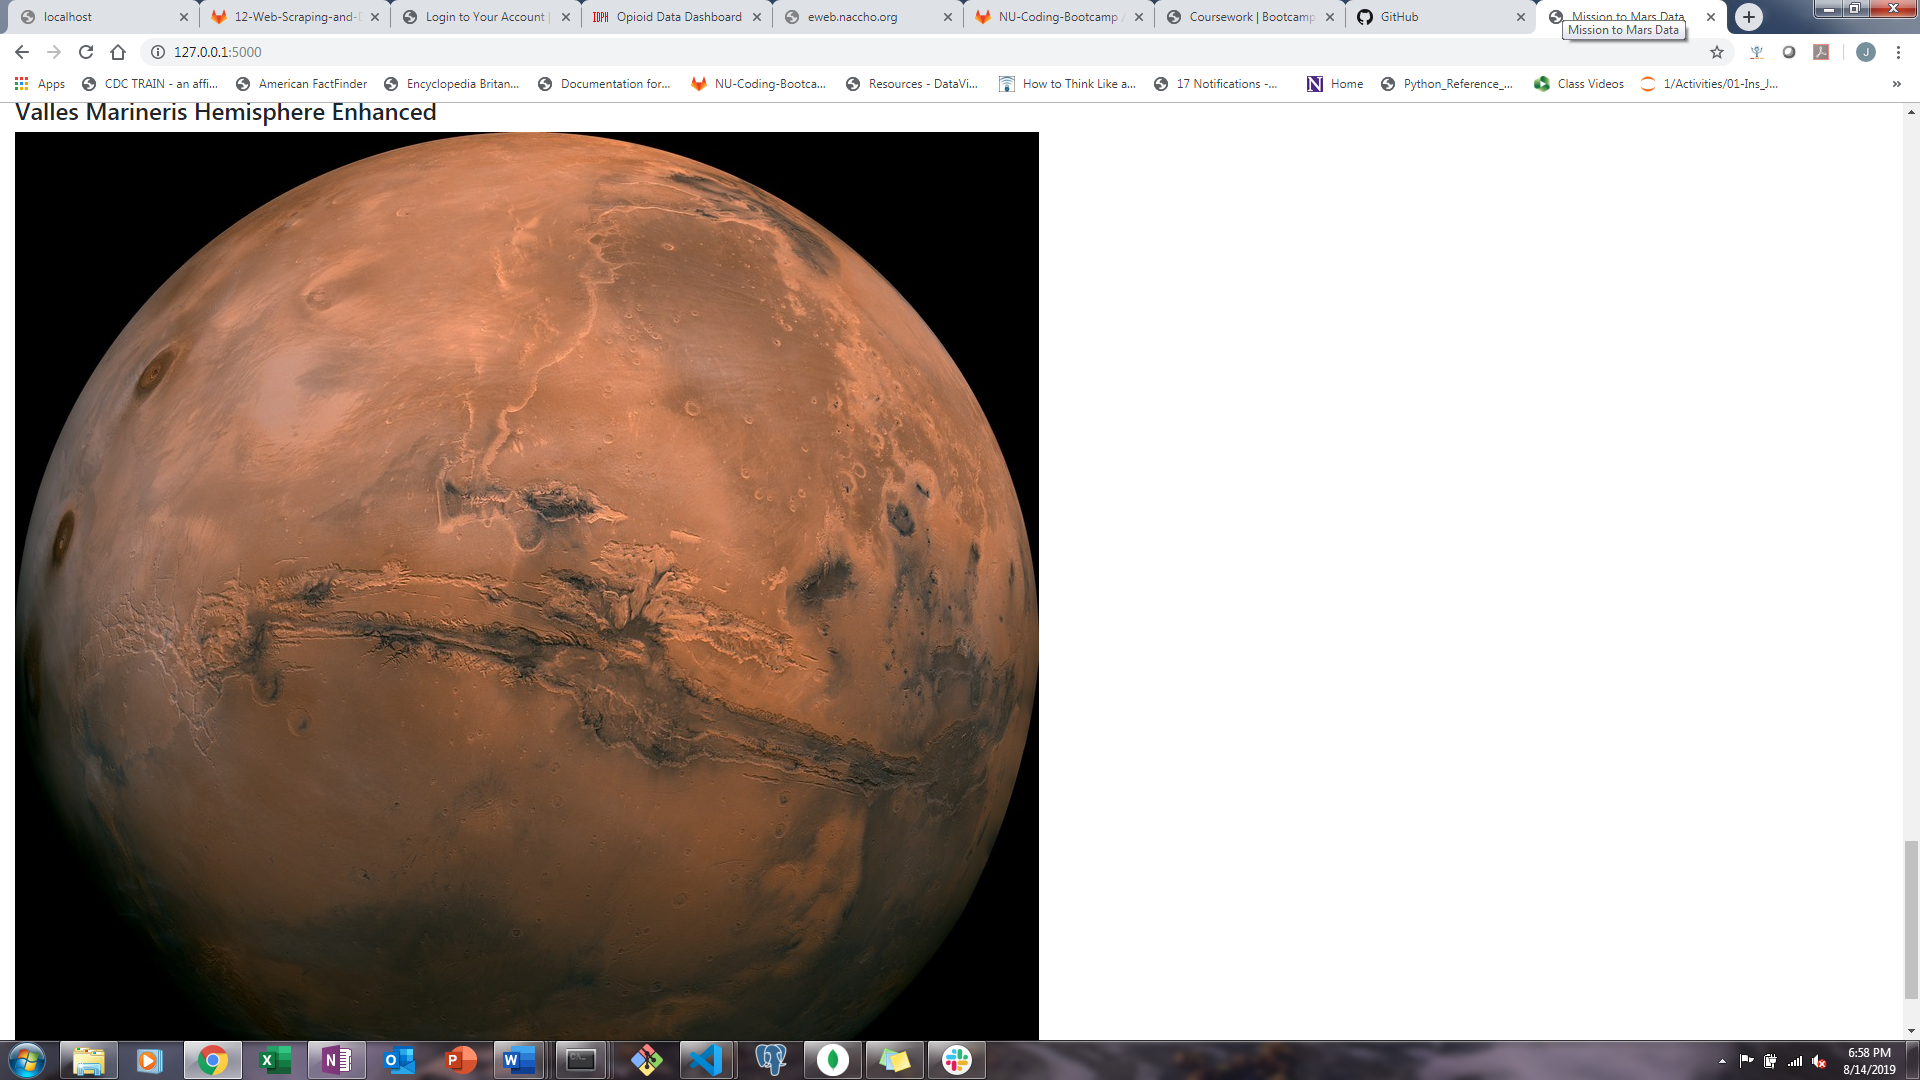 localhost
12-Web-Scraping-and-D
Login to Your Account |
IDPH Opioid Data Dashboard
eweb.naccho.org
NU-Coding-Bootcamp /
Coursework | Bootcamp
GitHub
Mission to Mars Data
Mission to Mars Data
127.0.0.1:5000
J
Apps
CDC TRAIN - an affi...
American FactFinder
Encyclopedia Britan...
Documentation for...
NU-Coding-Bootca...
Resources - DataVi...
How to Think Like a...
17 Notifications -...
N Home
Python_Reference_...
Class Videos
1/Activities/01-Ins_J...
»
Valles Marineris Hemisphere Enhanced
6:58 PM
8/14/2019